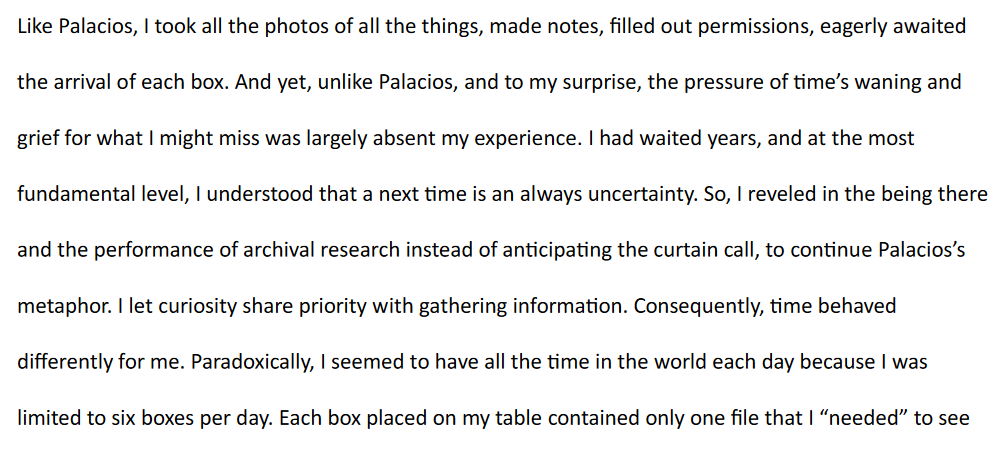 Like Palacios, I took all the photos of all the things, made notes, filled out permissions, eagerly awaited
the arrival of each box. And yet, unlike Palacios, and to my surprise, the pressure of time’s waning and
grief for what I might miss was largely absent my experience. I had waited years, and at the most
fundamental level, I understood that a next time is an always uncertainty. So, I reveled in the being there
and the performance of archival research instead of anticipating the curtain call, to continue Palacios’s
metaphor. I let curiosity share priority with gathering information. Consequently, time behaved
differently for me. Paradoxically, I seemed to have all the time in the world each day because I was
limited to six boxes per day. Each box placed on my table contained only one file that I “needed” to see